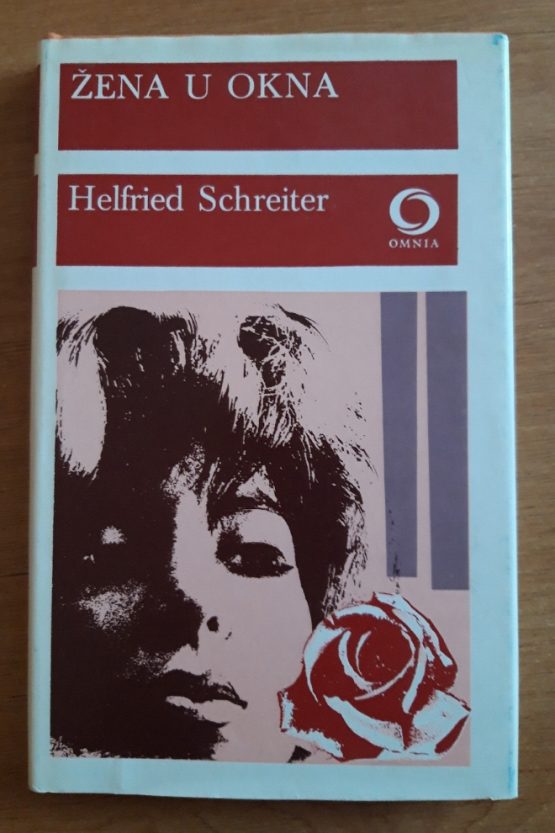 ŽENA U OKNA
Helfried Schreiter
OMNIA